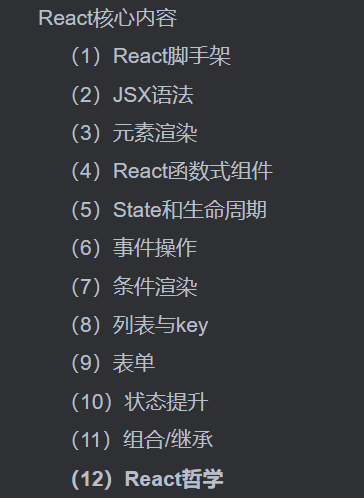 React核心内容
（1）React脚手架
（2）JSX语法
（3）元素渲染
（4）React函数式组件
（5）State和生命周期
（6）事件操作
（7）条件渲染
（8）列表与key
（9）表单
（10）状态提升
（11）组合/继承
（12）React哲学